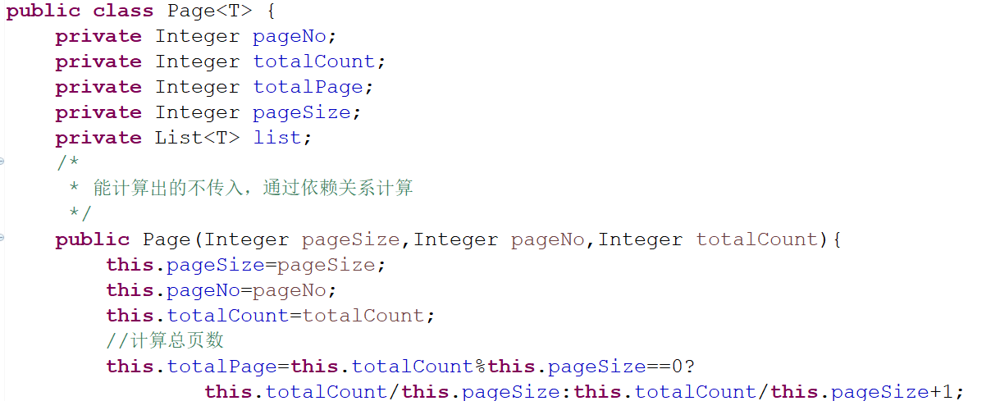 public class Page<T> {
    private Integer pageNo;
    private Integer totalCount;
    private Integer totalPage;
    private Integer pageSize;
    private List<T> list;
    /*
     * 能计算出的不传入，通过依赖关系计算
     */
    public Page(Integer pageSize,Integer pageNo,Integer totalCount){
        this.pageSize=pageSize;
        this.pageNo=pageNo;
        this.totalCount=totalCount;
        //计算总页数
        this.totalPage=this.totalCount%this.pageSize==0?
                this.totalCount/this.pageSize:this.totalCount/this.pageSize+1;